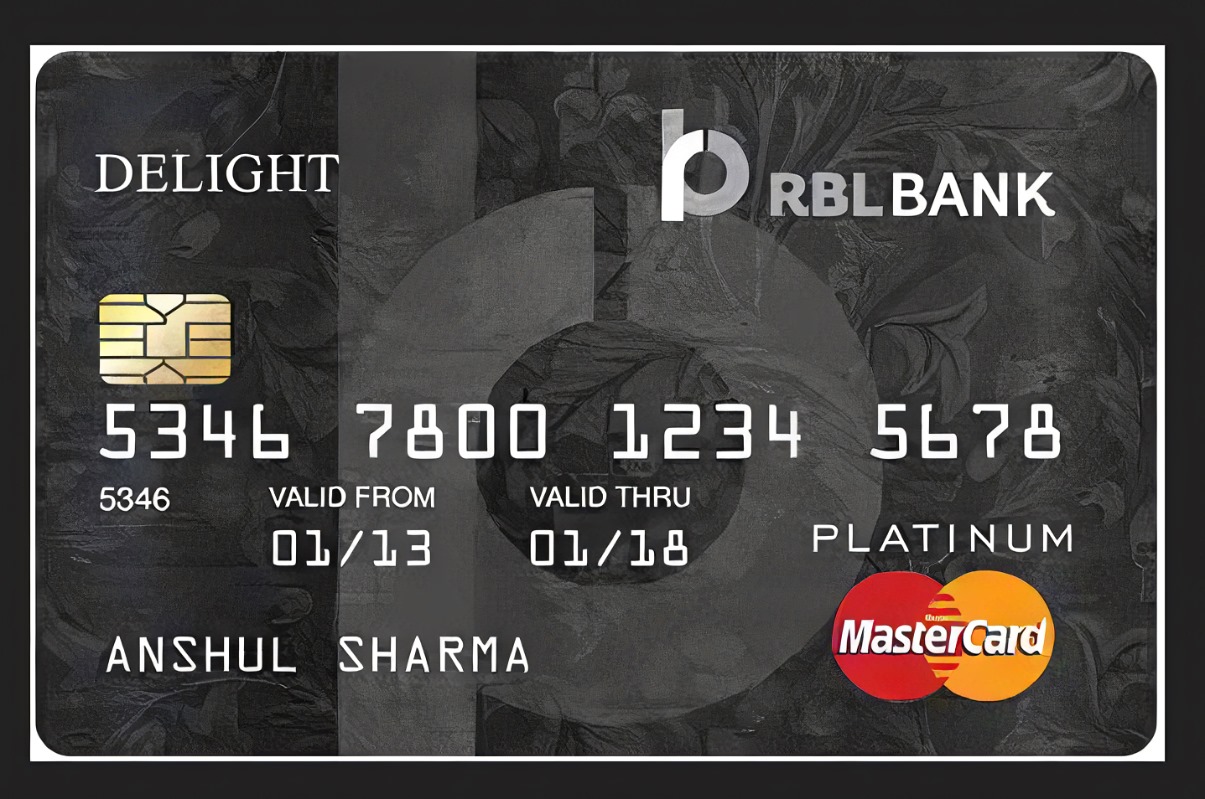 DELIGHT
RBLBANK
5346 7800 1234 5678
5346 VALID FROM VALID THRU
01/13 01/18
PLATINUM
ANSHUL SHARMA
MasterCard